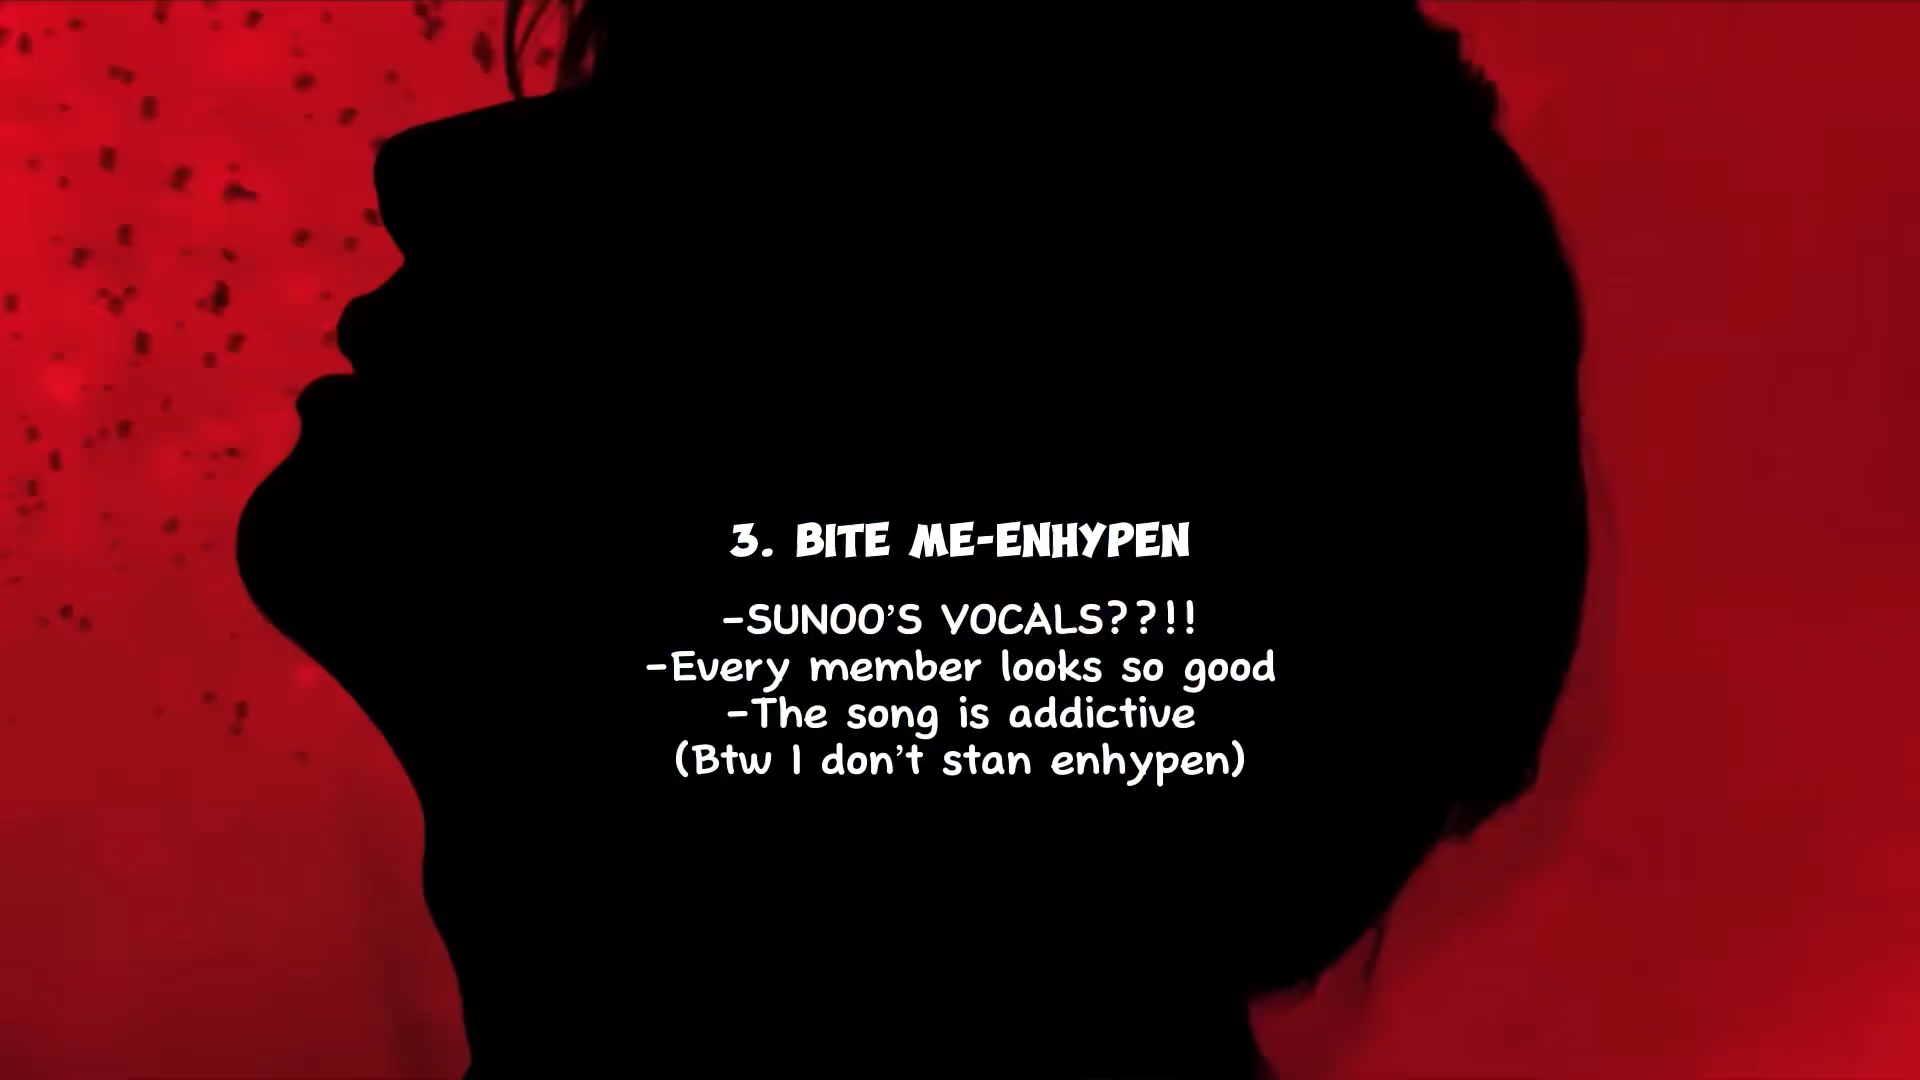 3. BITE ME-ENHYPEN
-SUNOO'S VOCALS??!!
-Every member looks so good
-The song is addictive
(Btw I don't stan enhypen)